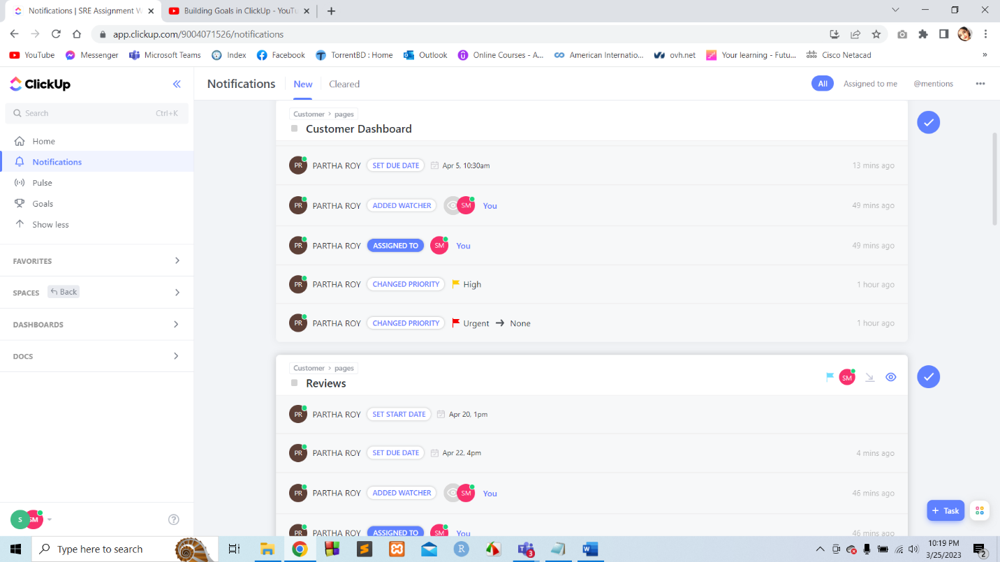 Notifications | SRE Assignment W
Building Goals in ClickUp - YouTu
app.clickup.com/9004071526/notifications
YouTube
Messenger
Microsoft Teams
Index
Facebook
TorrentBD : Home
Outlook
Online Courses - A...
American Internatio...
ovh.net
Your learning - Futu...
Cisco Netacad
»
ClickUp
Search Ctrl+K
Home
Notifications
Pulse
Goals
Show less
FAVORITES
SPACES Back
DASHBOARDS
DOCS
S SM
Notifications New Cleared
All Assigned to me @mentions
Customer > pages
Customer Dashboard
PR PARTHA ROY SET DUE DATE Apr 5, 10:30am 13 mins ago
PR PARTHA ROY ADDED WATCHER SM You 49 mins ago
PR PARTHA ROY ASSIGNED TO SM You 49 mins ago
PR PARTHA ROY CHANGED PRIORITY High 1 hour ago
PR PARTHA ROY CHANGED PRIORITY Urgent → None 1 hour ago
Customer > pages
Reviews SM
PR PARTHA ROY SET START DATE Apr 20, 1pm
PR PARTHA ROY SET DUE DATE Apr 22, 4pm 4 mins ago
PR PARTHA ROY ADDED WATCHER SM You 46 mins ago
PR PARTHA ROY ASSIGNED TO SM You 46 mins ago
+ Task
Type here to search
R
3
10:19 PM
3/25/2023
2